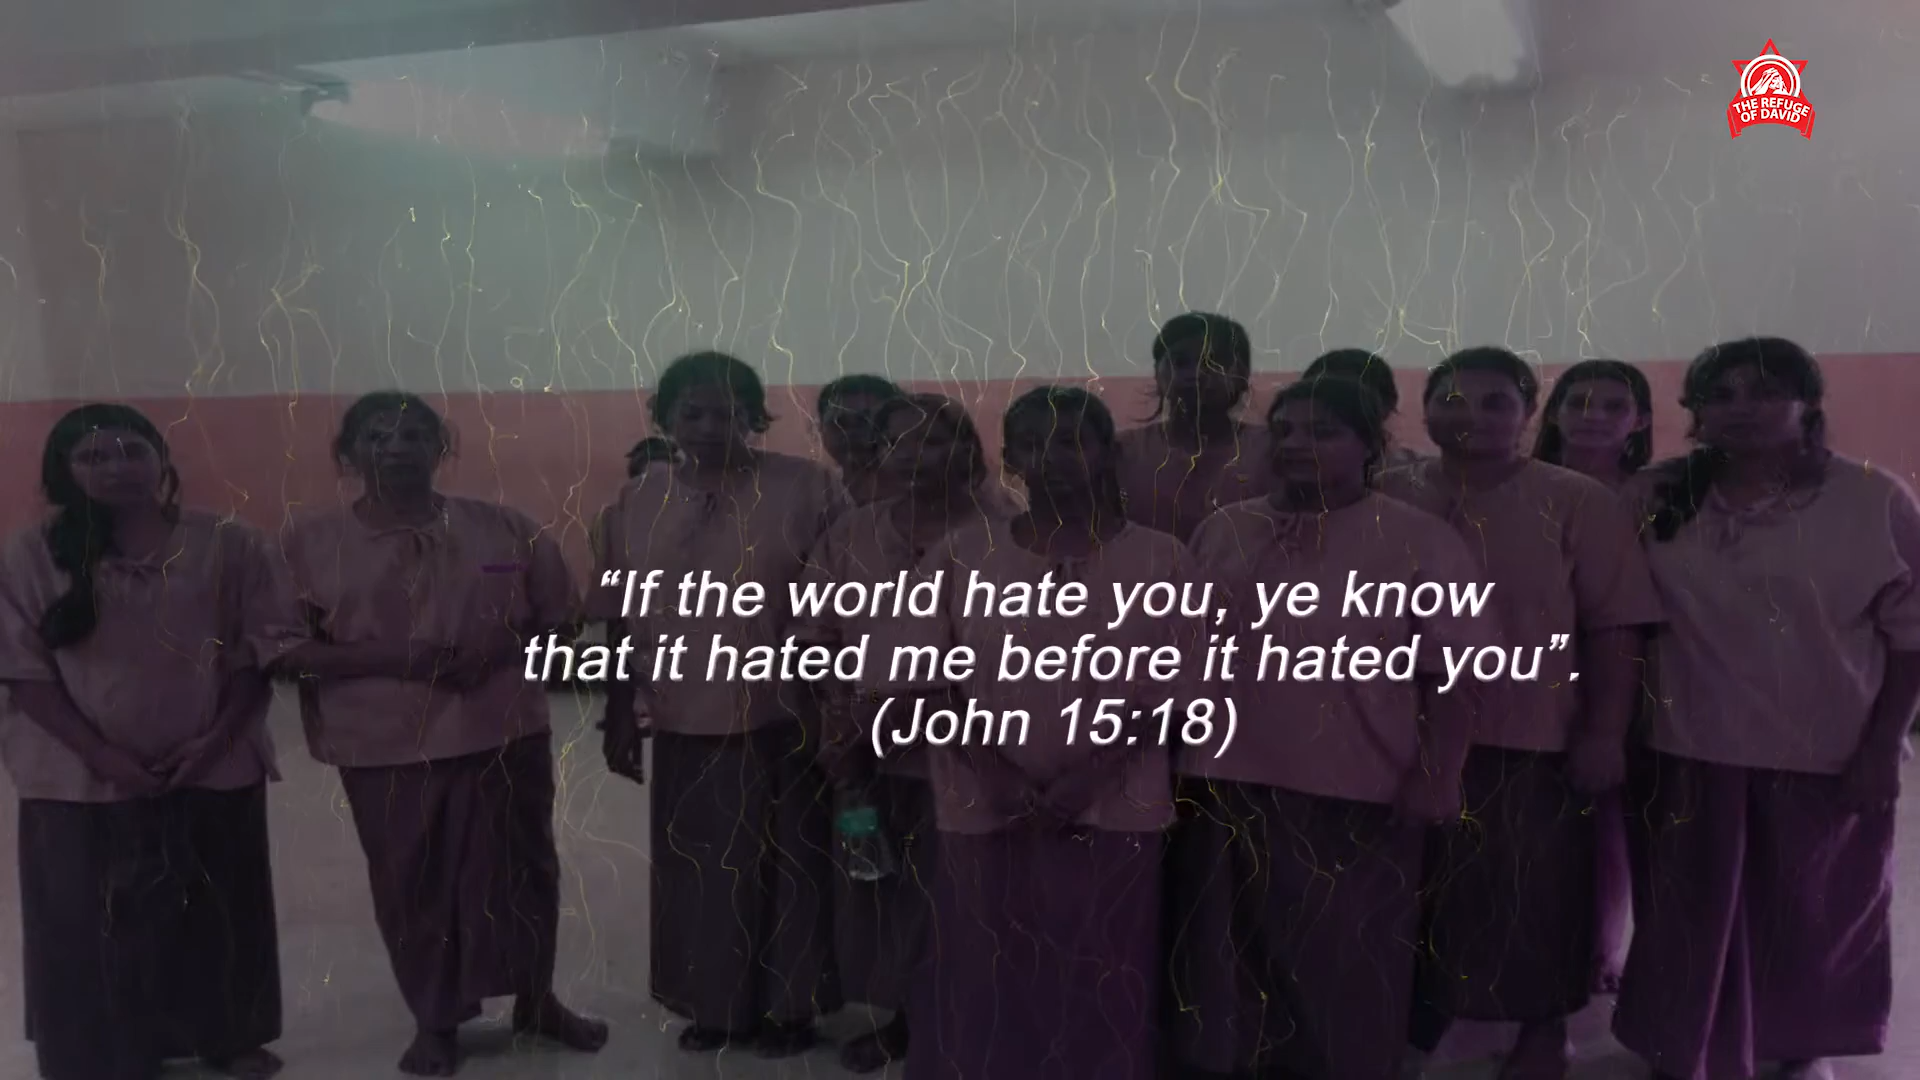 THE REFUGE
OF DAVID
“If the world hate you, ye know
that it hated me before it hated you”.
(John 15:18)